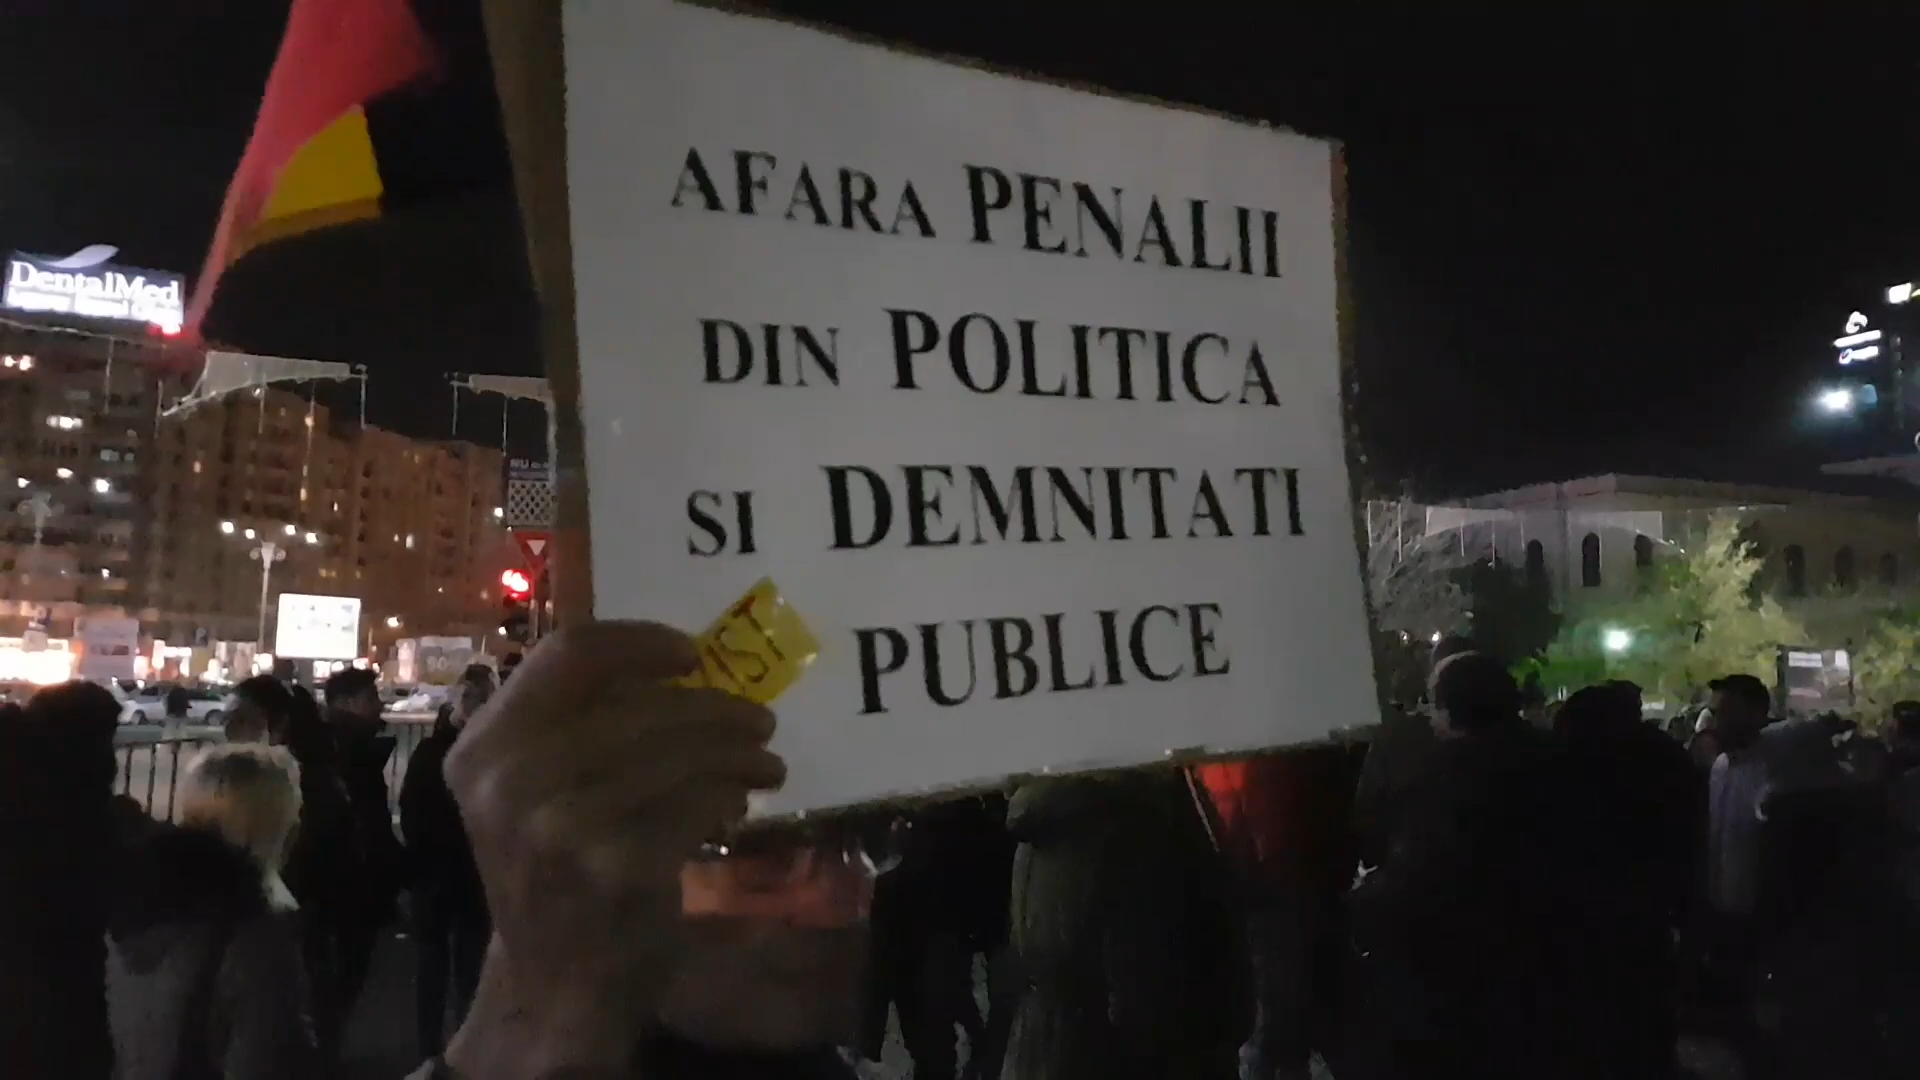 AFARA PENALII
DIN POLITICA
SI DEMNITATI
PUBLICE
DentalMed